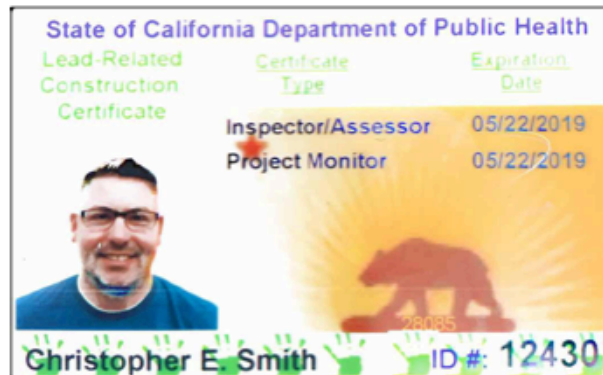 State of California Department of Public Health
Lead-Related
Construction
Certificate
Certificate
Type
Expiration
Date
Inspector/Assessor 05/22/2019
Project Monitor 05/22/2019
28085
Christopher E. Smith ID #: 12430